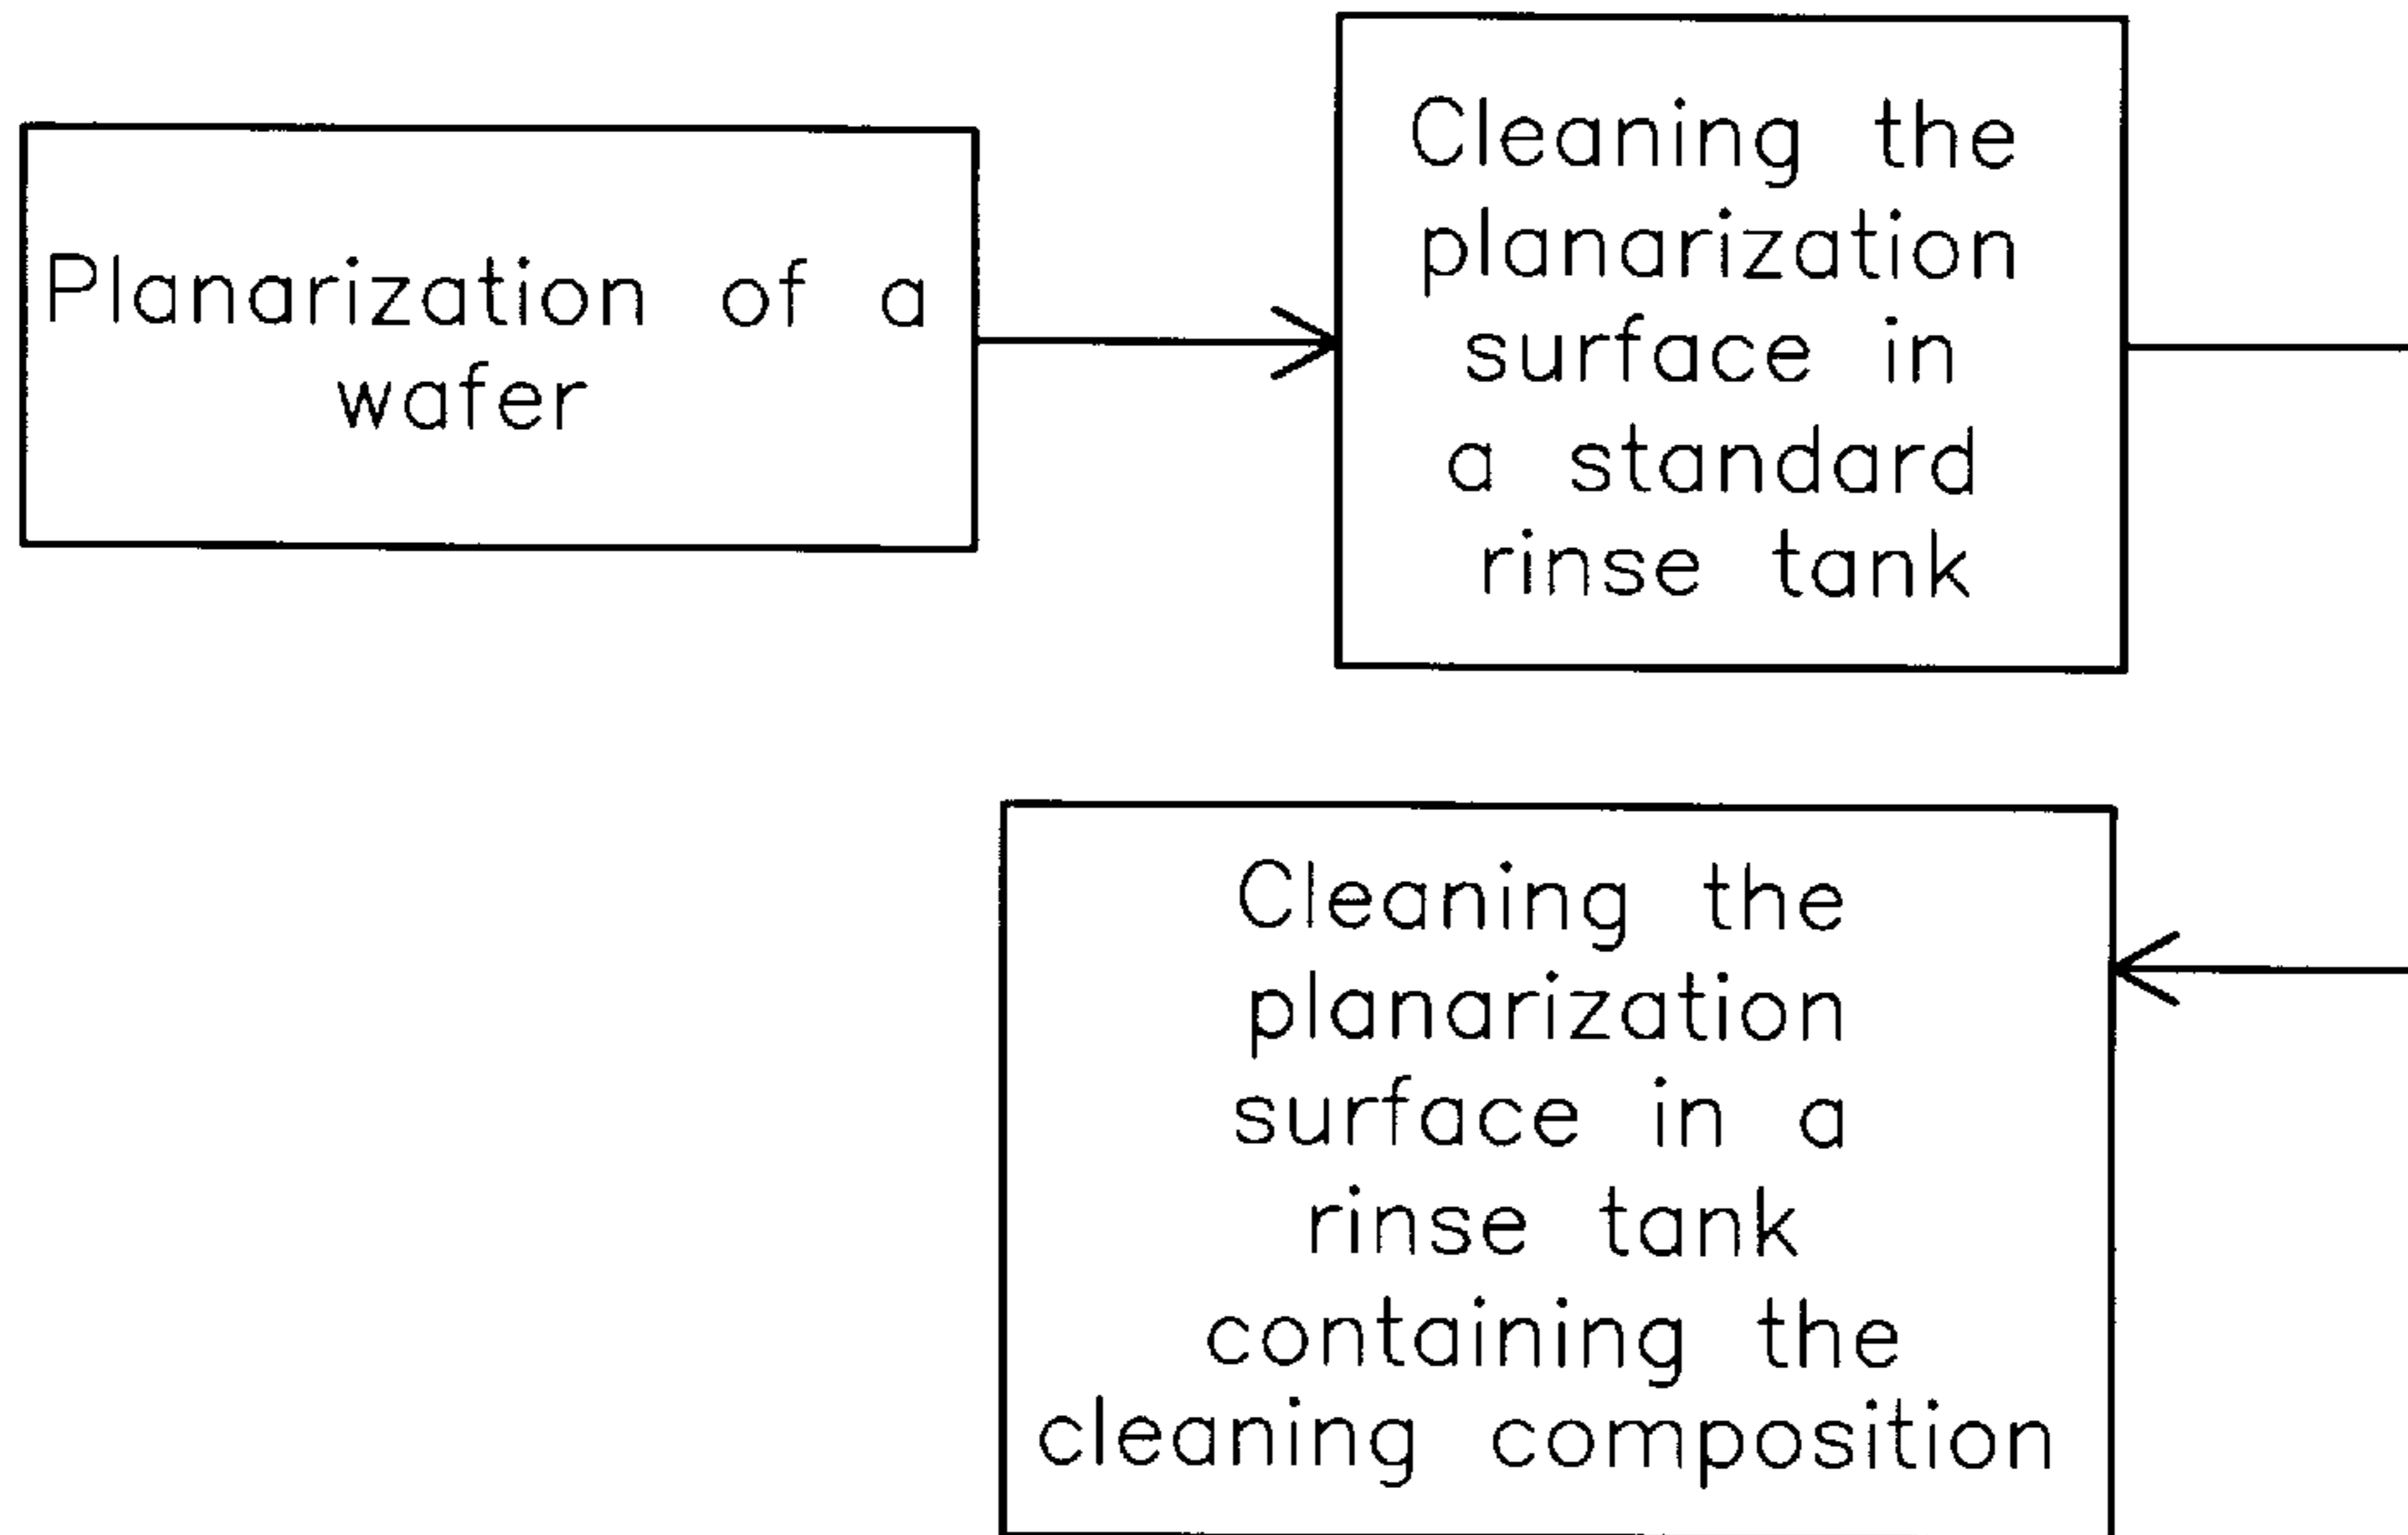 Planarization of a
wafer
Cleaning the
planarization
surface in
a standard
rinse tank
Cleaning the
planarization
surface in a
rinse tank
containing the
cleaning composition